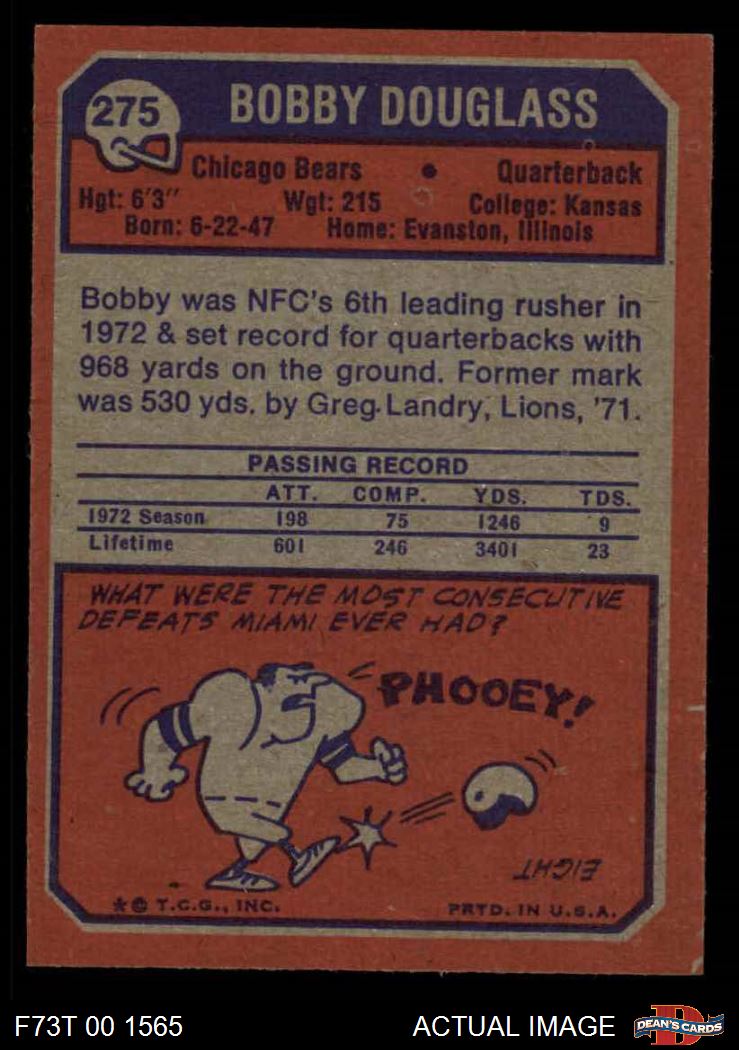 275
BOBBY DOUGLASS
Chicago Bears • Quarterback
Hgt: 6'3" Wgt: 215 College: Kansas
Born: 6-22-47 Home: Evanston, Illinois
Bobby was NFC's 6th leading rusher in
1972 & set record for quarterbacks with
968 yards on the ground. Former mark
was 530 yds. by Greg Landry, Lions, '71.
PASSING RECORD
ATT. COMP. YDS. TDS.
1972 Season 198 75 1246 9
Lifetime 601 246 3401 23
WHAT WERE THE MOST CONSECUTIVE
DEFEATS MIAMI EVER HAD?
PHOOEY!
EIGHT
*© T.C.G., INC. PRTD. IN U.S.A.
F73T 00 1565 ACTUAL IMAGE DEAN'S CARDS